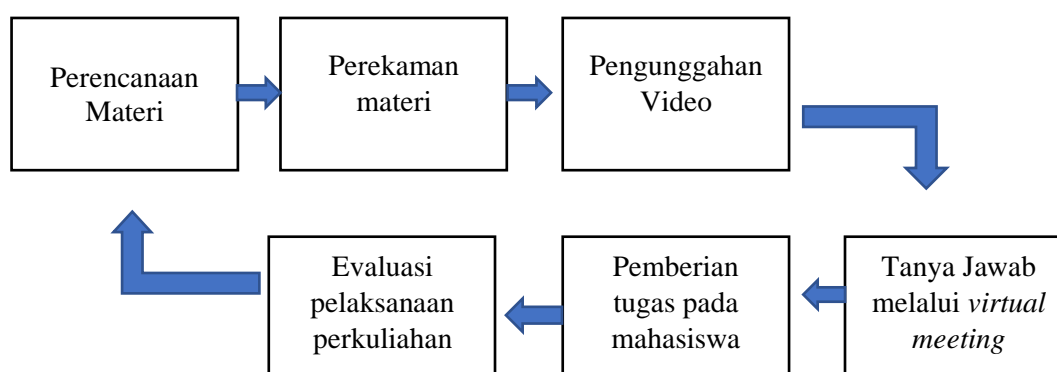 Perencanaan
Materi
Perekaman
materi
Pengunggahan
Video
Tanya Jawab
melalui virtual
meeting
Pemberian
tugas pada
mahasiswa
Evaluasi
pelaksanaan
perkuliahan